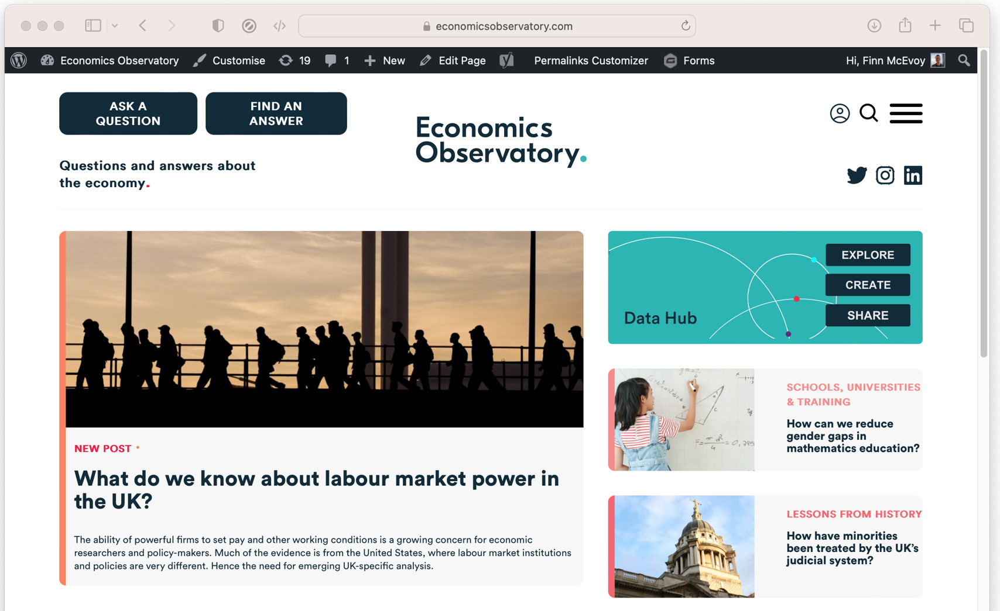 economicsobservatory.com
Economics Observatory Customise 19 1 New Edit Page Permalinks Customizer Forms Hi, Finn McEvoy
ASK A
QUESTION
FIND AN
ANSWER
Economics
Observatory.
Questions and answers about
the economy.
EXPLORE
CREATE
SHARE
Data Hub
NEW POST
What do we know about labour market power in
the UK?
The ability of powerful firms to set pay and other working conditions is a growing concern for economic
researchers and policy-makers. Much of the evidence is from the United States, where labour market institutions
and policies are very different. Hence the need for emerging UK-specific analysis.
SCHOOLS, UNIVERSITIES
& TRAINING
How can we reduce
gender gaps in
mathematics education?
LESSONS FROM HISTORY
How have minorities
been treated by the UK’s
judicial system?